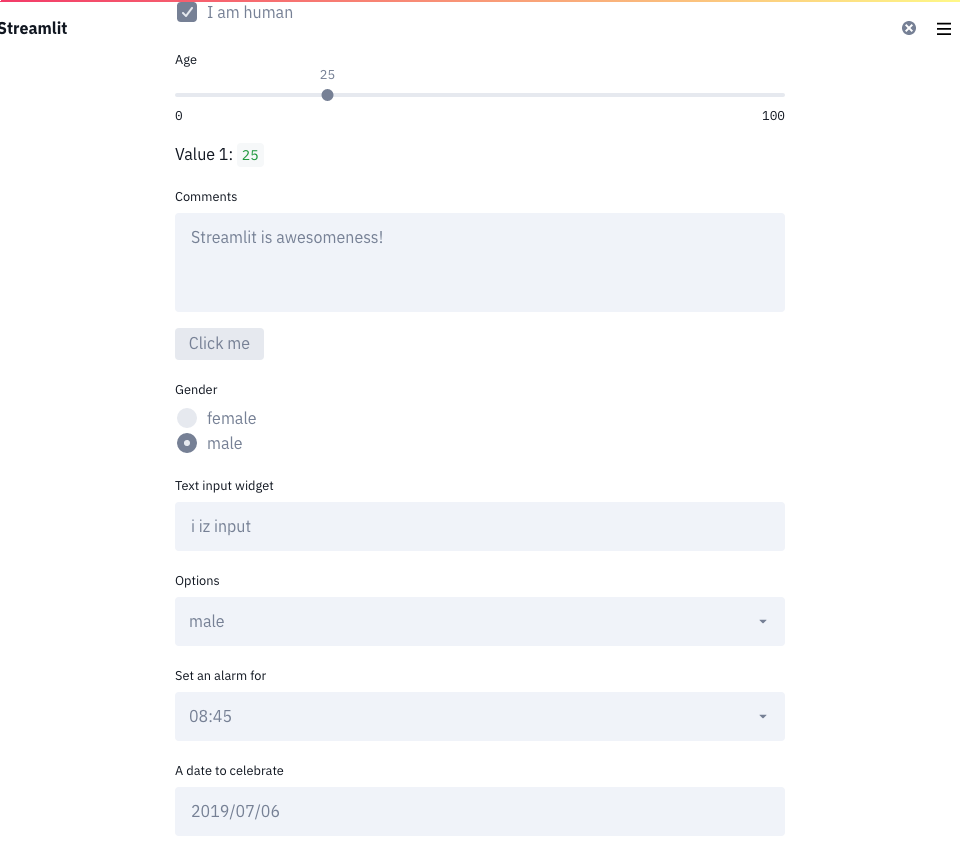 I am human
Streamlit
Age
25
0 100
Value 1: 25
Comments
Streamlit is awesomeness!
Click me
Gender
female
male
Text input widget
i iz input
Options
male
Set an alarm for
08:45
A date to celebrate
2019/07/06